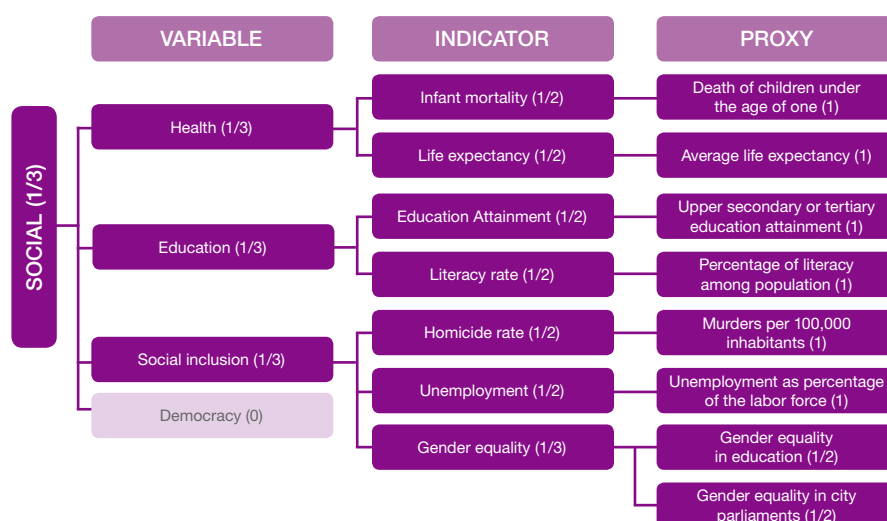 VARIABLE
INDICATOR
PROXY
SOCIAL (1/3)
Health (1/3)
Infant mortality (1/2)
Death of children under
the age of one (1)
Life expectancy (1/2)
Average life expectancy (1)
Education (1/3)
Education Attainment (1/2)
Upper secondary or tertiary
education attainment (1)
Literacy rate (1/2)
Percentage of literacy
among population (1)
Social inclusion (1/3)
Homicide rate (1/2)
Murders per 100,000
inhabitants (1)
Unemployment (1/2)
Unemployment as percentage
of the labor force (1)
Gender equality (1/3)
Gender equality
in education (1/2)
Gender equality in city
parliaments (1/2)
Democracy (0)